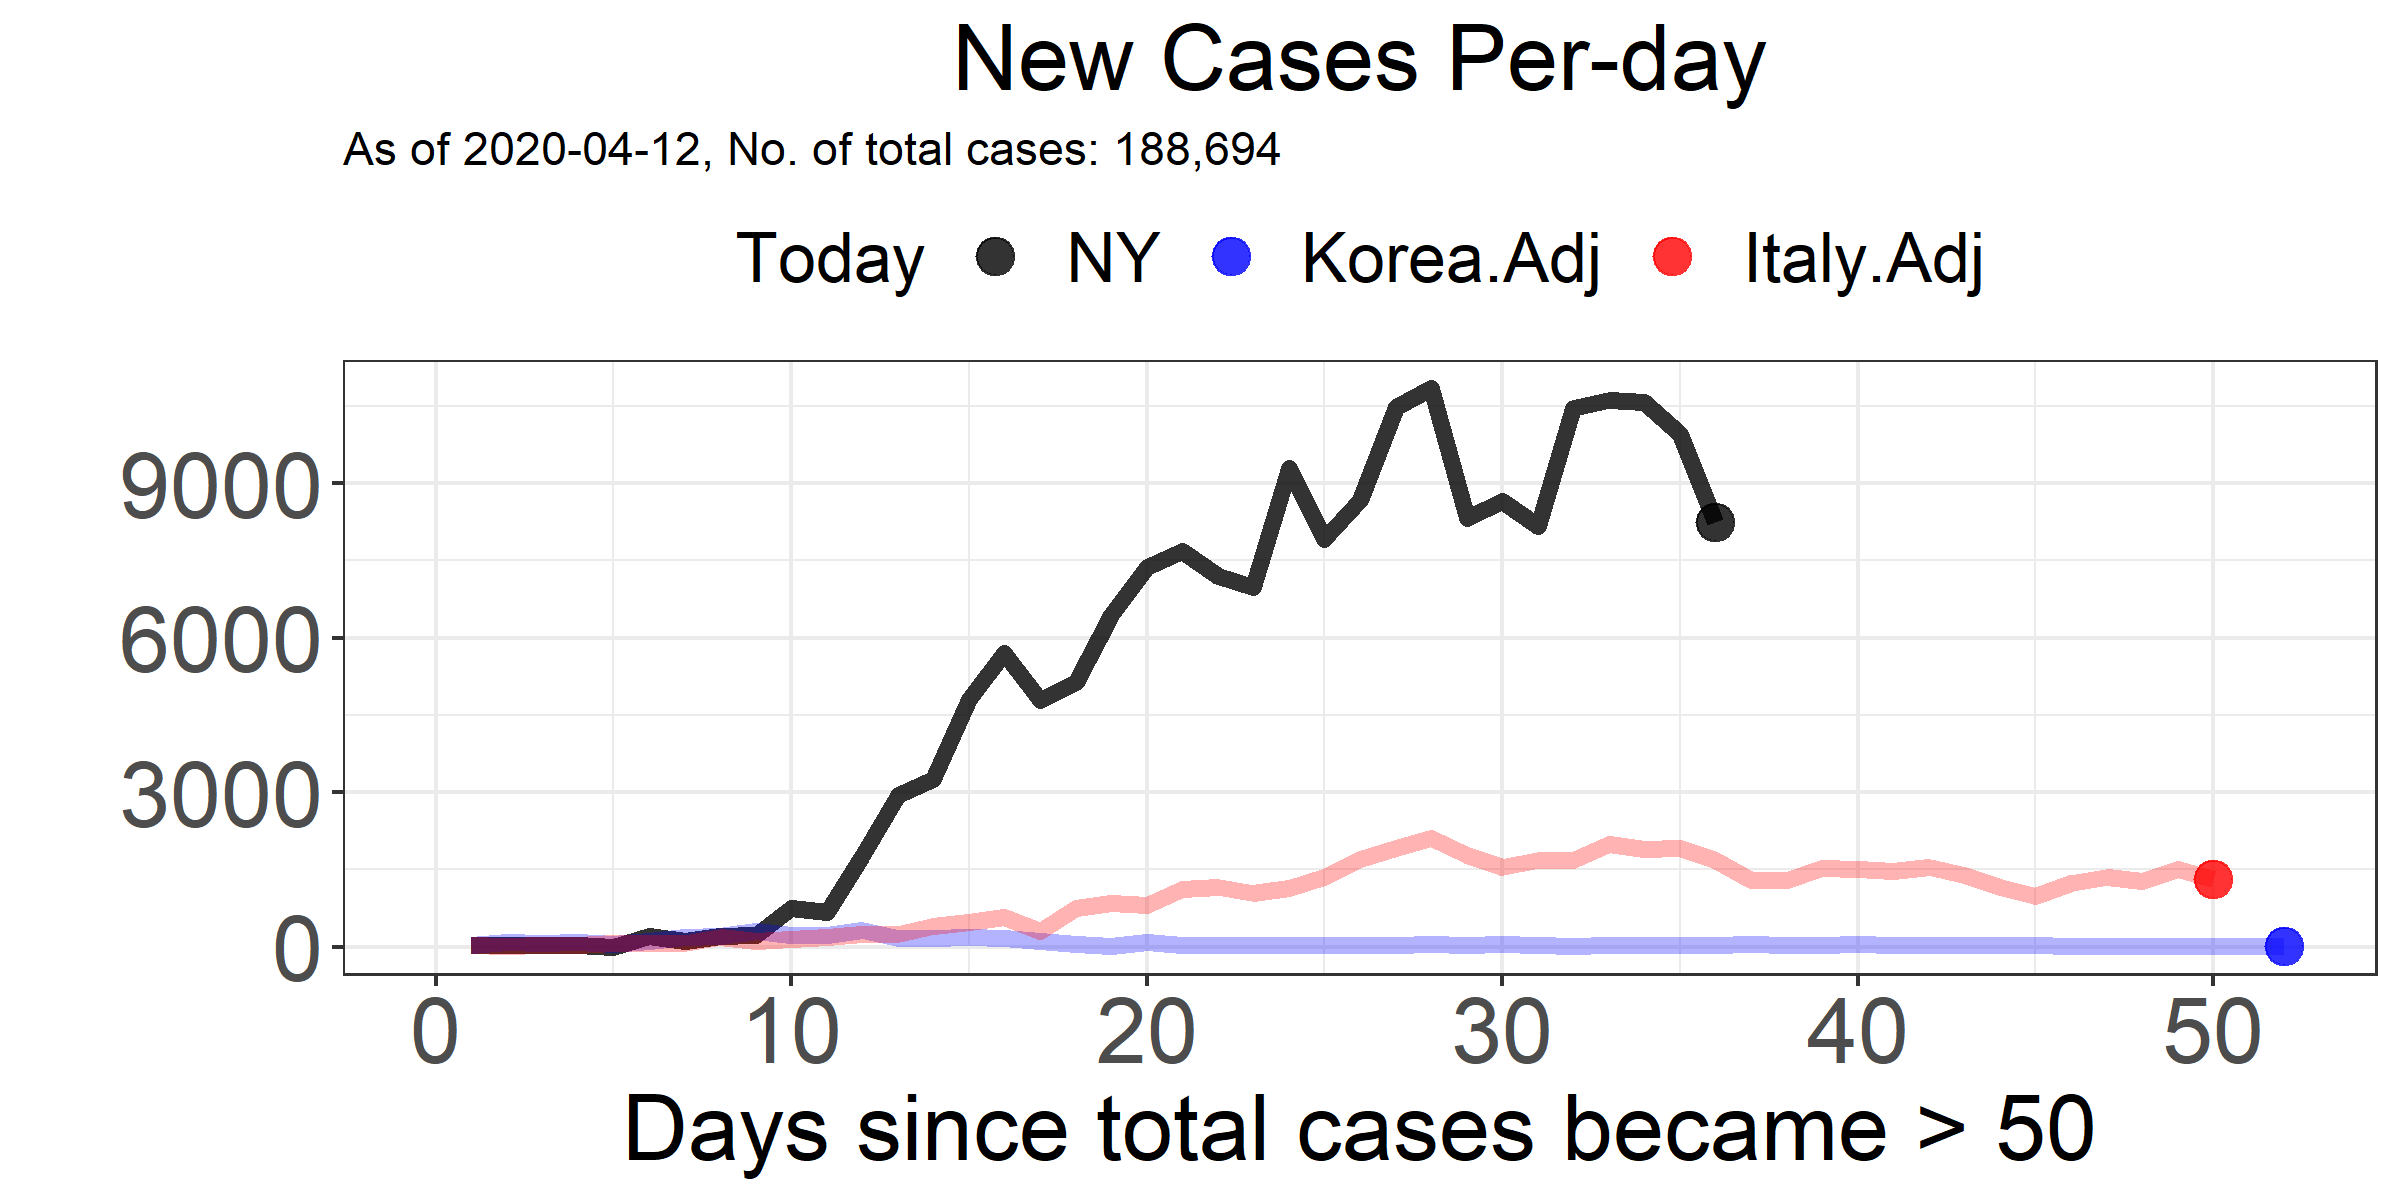 New Cases Per-day
As of 2020-04-12, No. of total cases: 188,694
Today NY Korea.Adj Italy.Adj
9000
6000
3000
0
0 10 20 30 40 50
Days since total cases became > 50